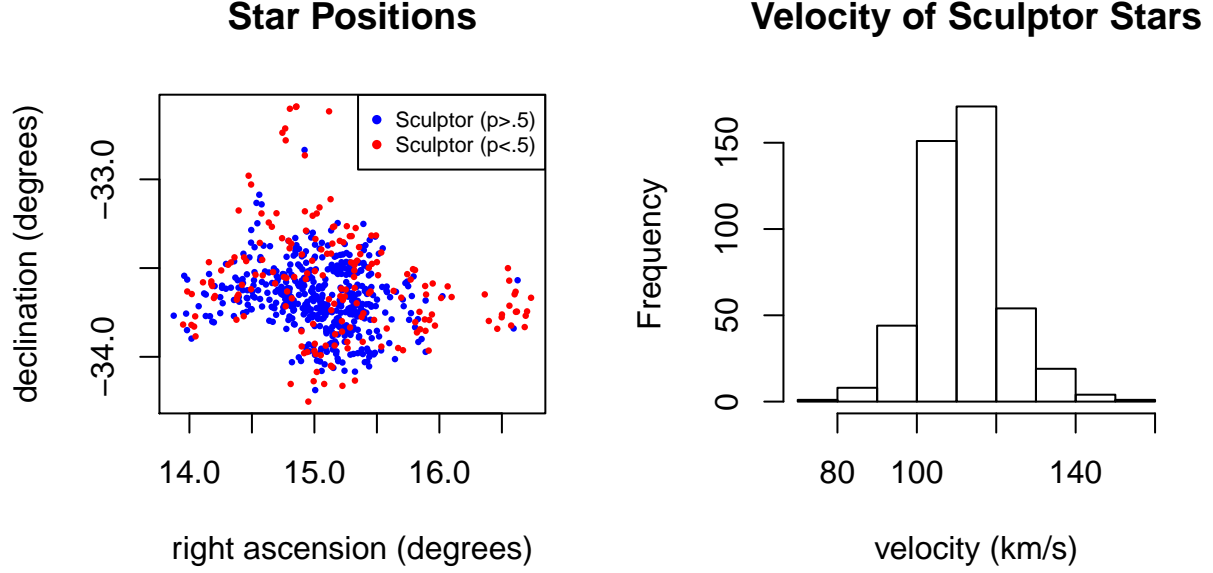 Star Positions
declination (degrees)
−33.0
−34.0
Sculptor (p>.5)
Sculptor (p<.5)
14.0 15.0 16.0
right ascension (degrees)
Velocity of Sculptor Stars
Frequency
150
100
50
0
80 100 140
velocity (km/s)